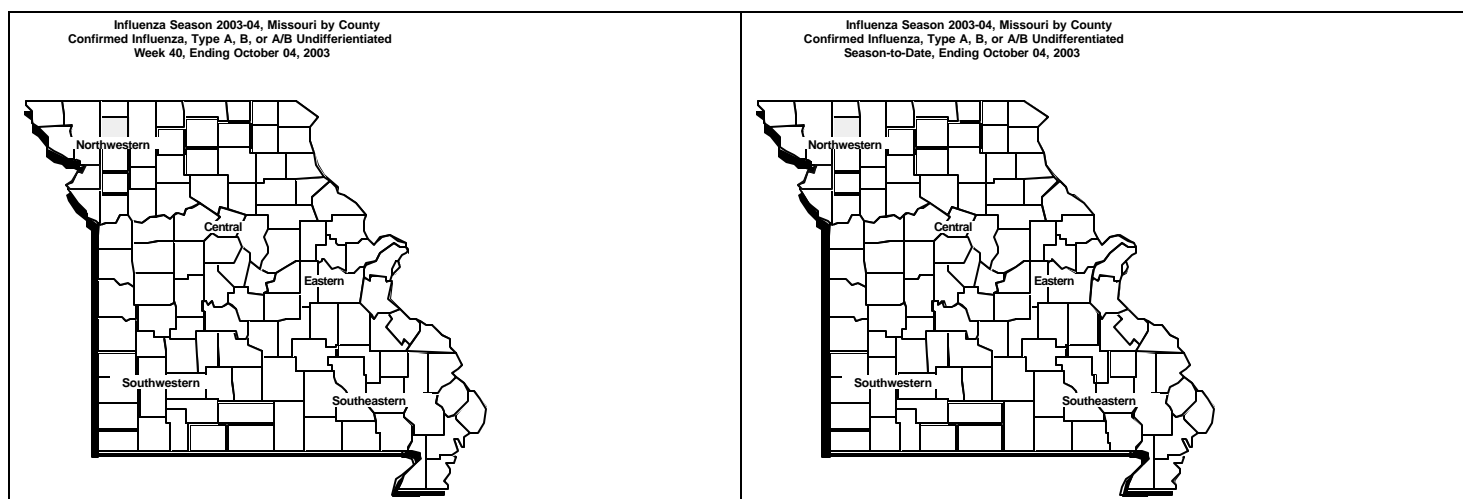 Influenza Season 2003-04, Missouri by County
Confirmed Influenza, Type A, B, or A/B Undifferientiated
Week 40, Ending October 04, 2003
Northwestern
Central
Eastern
Southwestern
Southeastern
Influenza Season 2003-04, Missouri by County
Confirmed Influenza, Type A, B, or A/B Undifferentiated
Season-to-Date, Ending October 04, 2003
Northwestern
Central
Eastern
Southwestern
Southeastern